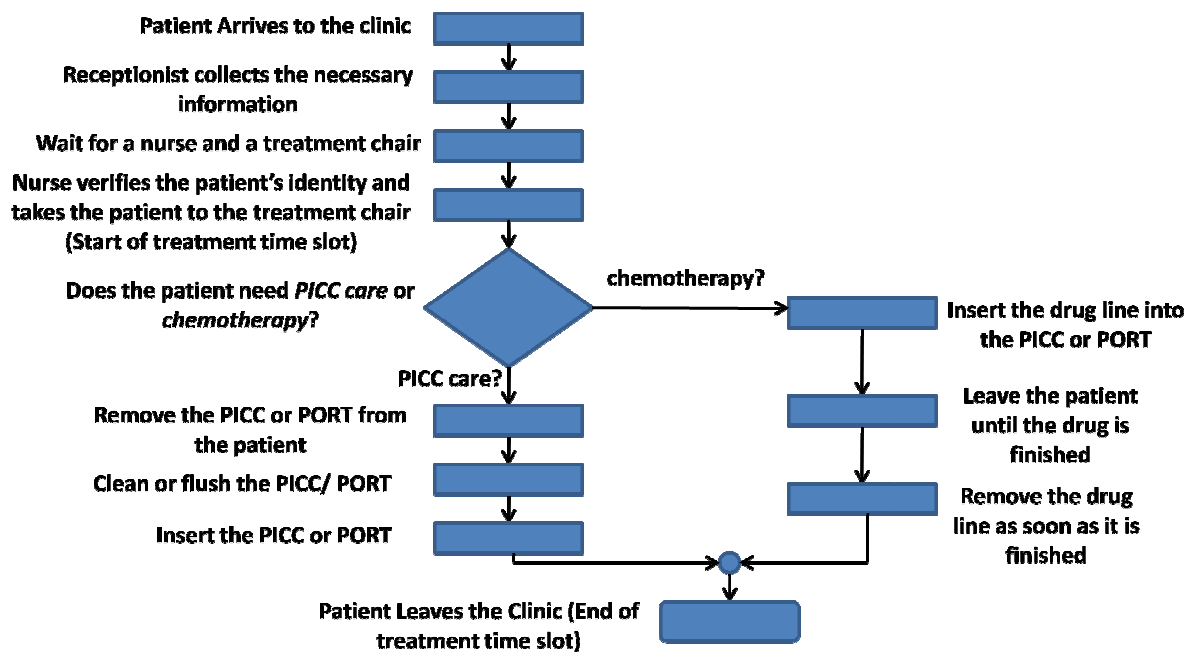 Patient Arrives to the clinic
Receptionist collects the necessary
information
Wait for a nurse and a treatment chair
Nurse verifies the patient's identity and
takes the patient to the treatment chair
(Start of treatment time slot)
Does the patient need PICC care or
chemotherapy?
chemotherapy?
Insert the drug line into
the PICC or PORT
PICC care?
Remove the PICC or PORT from
the patient
Leave the patient
until the drug is
finished
Clean or flush the PICC/ PORT
Remove the drug
line as soon as it is
finished
Insert the PICC or PORT
Patient Leaves the Clinic (End of
treatment time slot)